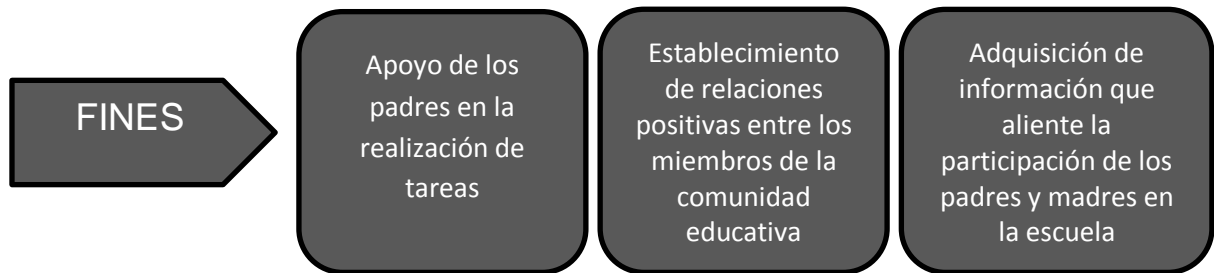 FINES
Apoyo de los
padres en la
realización de
tareas
Establecimiento
de relaciones
positivas entre los
miembros de la
comunidad
educativa
Adquisición de
información que
aliente la
participación de los
padres y madres en
la escuela